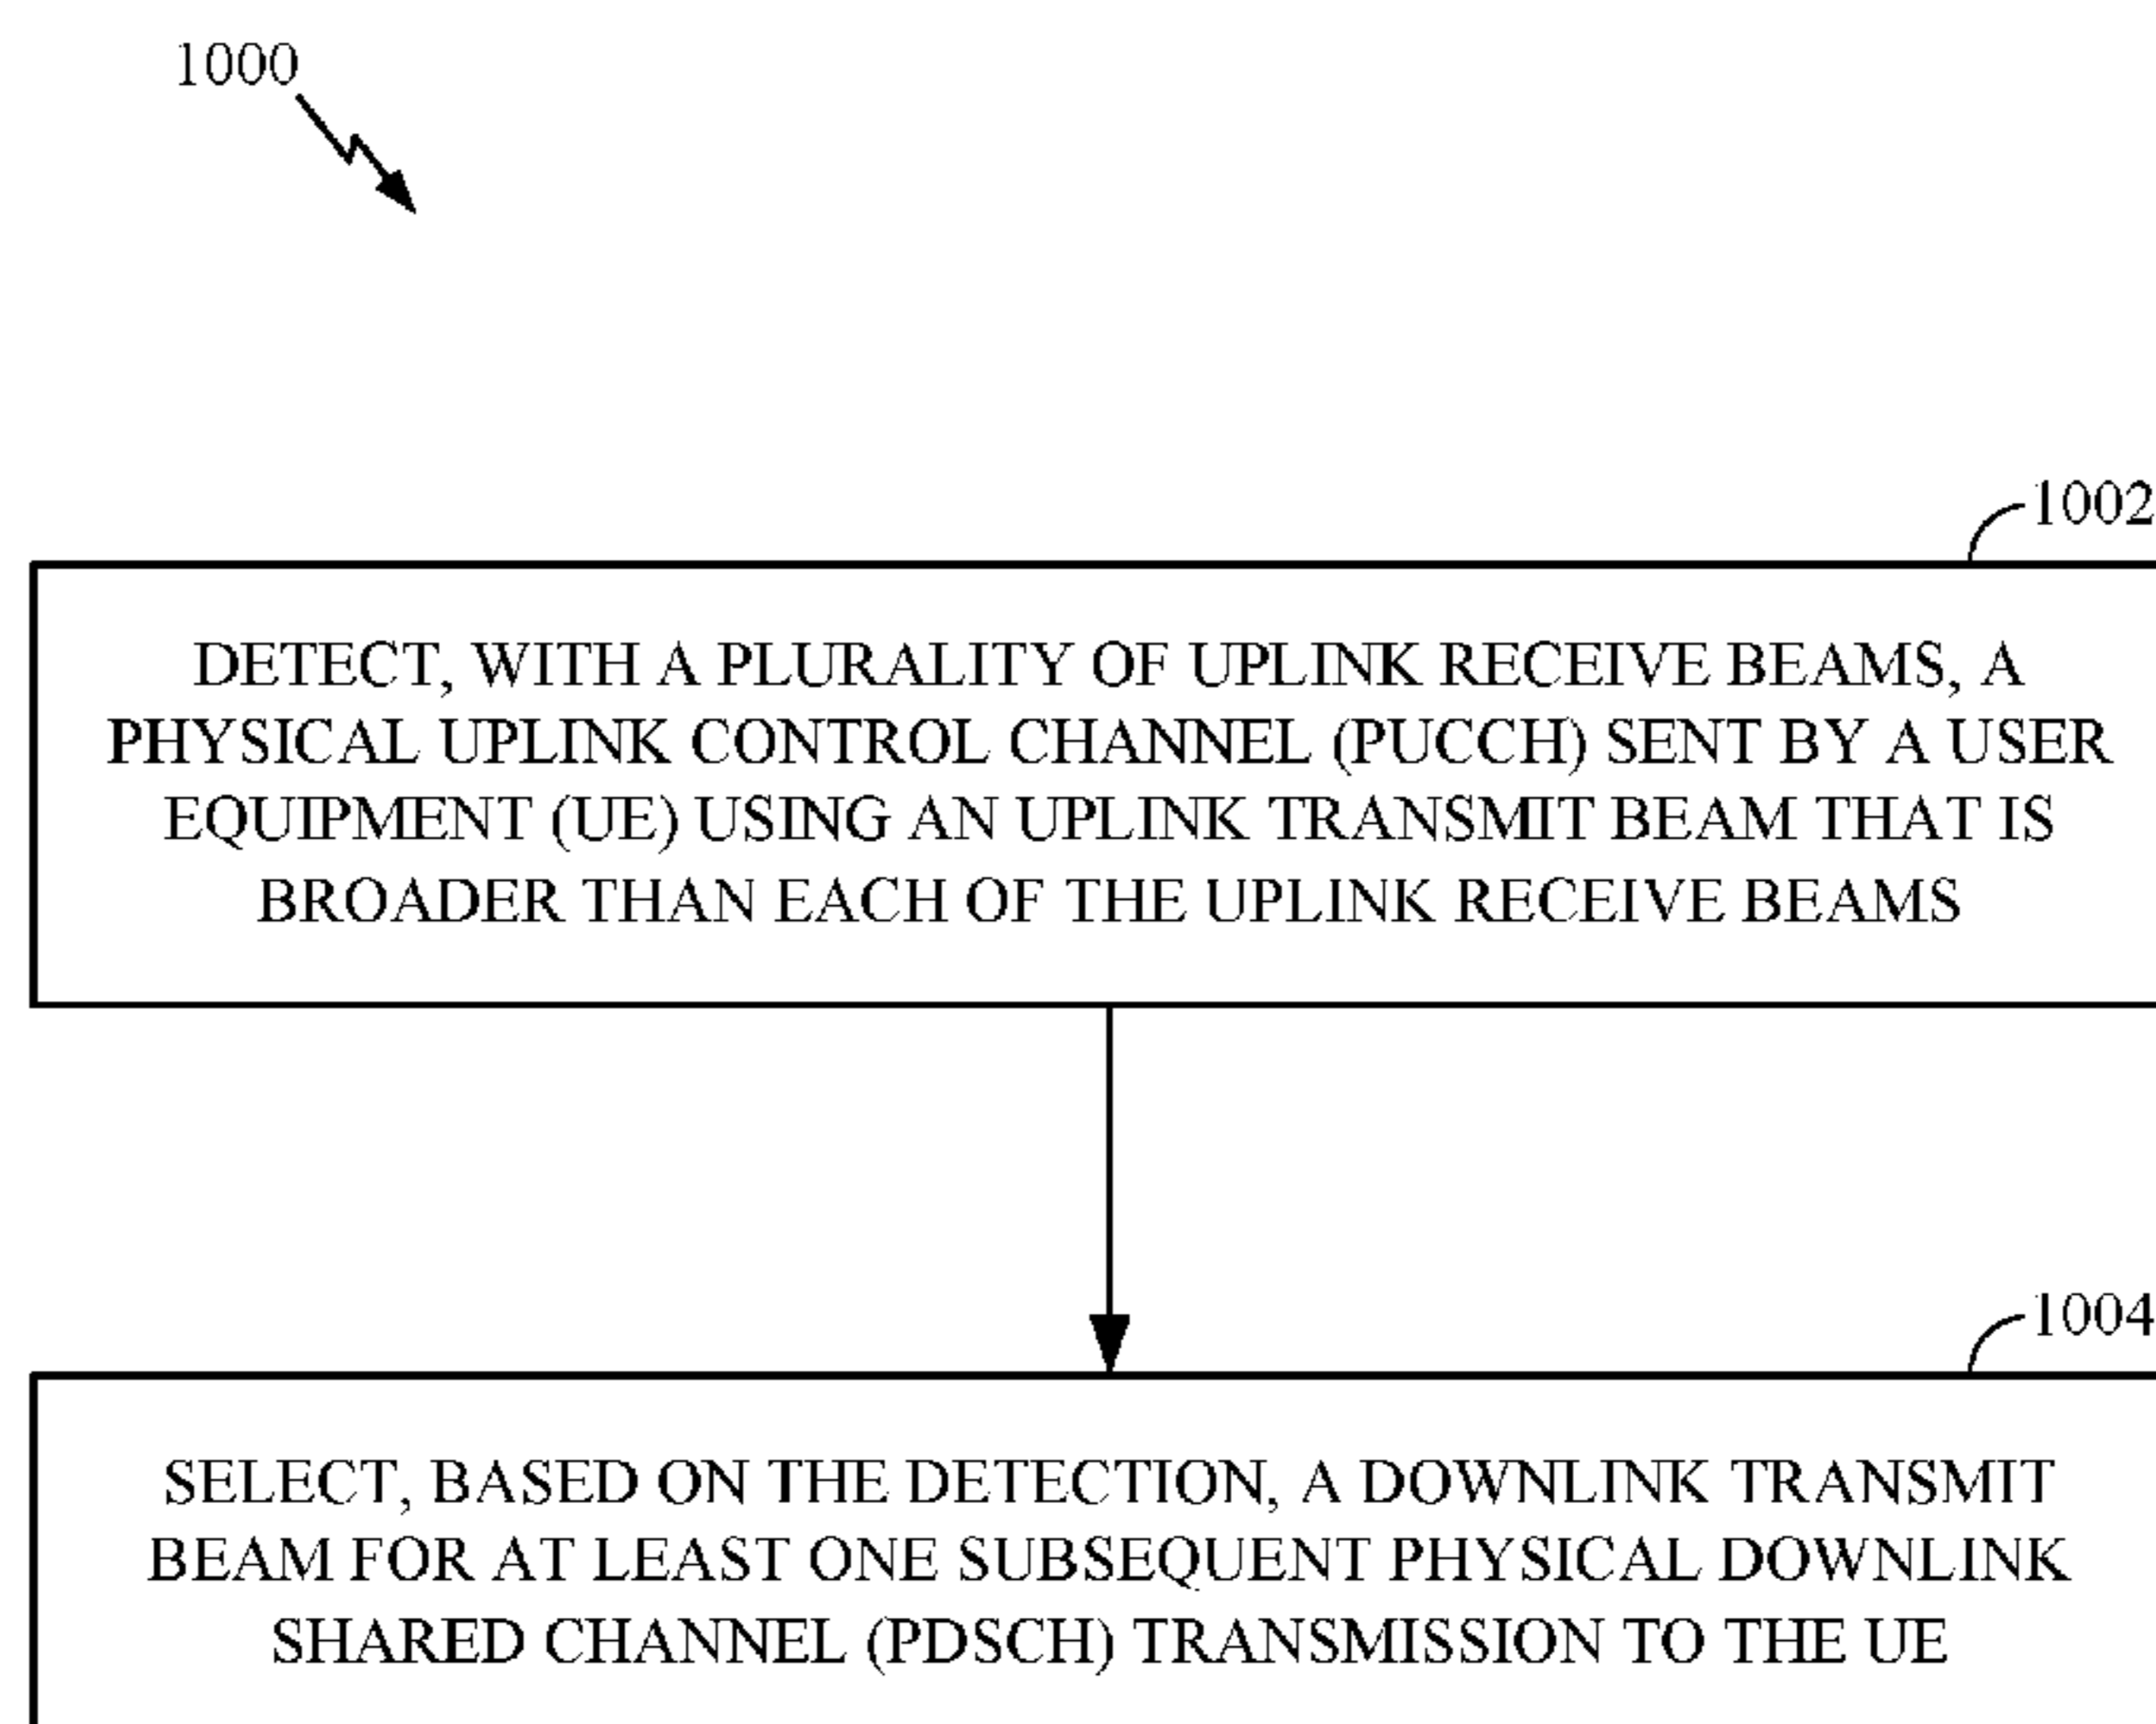 1000
1002
DETECT, WITH A PLURALITY OF UPLINK RECEIVE BEAMS, A
PHYSICAL UPLINK CONTROL CHANNEL (PUCCH) SENT BY A USER
EQUIPMENT (UE) USING AN UPLINK TRANSMIT BEAM THAT IS
BROADER THAN EACH OF THE UPLINK RECEIVE BEAMS
1004
SELECT, BASED ON THE DETECTION, A DOWNLINK TRANSMIT
BEAM FOR AT LEAST ONE SUBSEQUENT PHYSICAL DOWNLINK
SHARED CHANNEL (PDSCH) TRANSMISSION TO THE UE